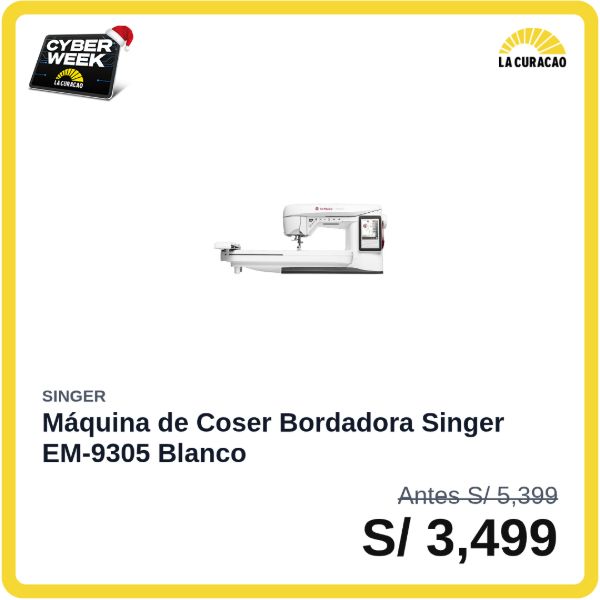 CYBER
WEEK
LA CURACAO
LA CURACAO
SINGER
Máquina de Coser Bordadora Singer
EM-9305 Blanco
Antes S/ 5,399
S/ 3,499